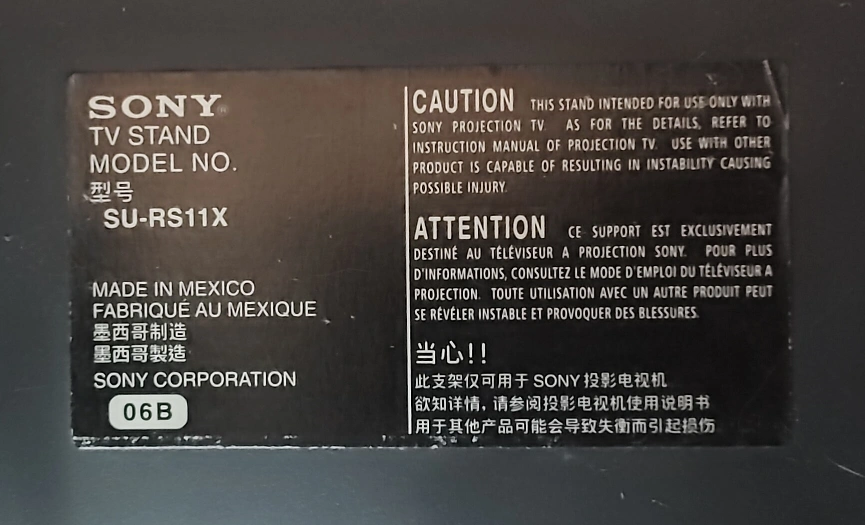 SONY®
TV STAND
MODEL NO.
型号
SU-RS11X
MADE IN MEXICO
FABRIQUÉ AU MEXIQUE
墨西哥制造
墨西哥製造
SONY CORPORATION
06B
CAUTION THIS STAND INTENDED FOR USE ONLY WITH
SONY PROJECTION TV. AS FOR THE DETAILS, REFER TO
INSTRUCTION MANUAL OF PROJECTION TV. USE WITH OTHER
PRODUCT IS CAPABLE OF RESULTING IN INSTABILITY CAUSING
POSSIBLE INJURY.
ATTENTION CE SUPPORT EST EXCLUSIVEMENT
DESTINÉ AU TÉLÉVISEUR A PROJECTION SONY. POUR PLUS
D'INFORMATIONS, CONSULTEZ LE MODE D'EMPLOI DU TÉLÉVISEUR A
PROJECTION. TOUTE UTILISATION AVEC UN AUTRE PRODUIT PEUT
SE RÉVÉLER INSTABLE ET PROVOQUER DES BLESSURES.
当心!!
此支架仅可用于 SONY 投影电视机
欲知详情，请参阅投影电视机使用说明书
用于其他产品可能会导致失衡而引起损伤